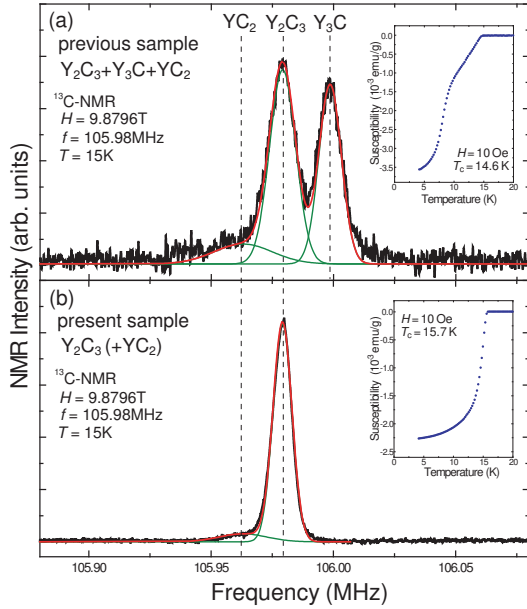 (a)
YC₂ Y₂C₃ Y₃C
previous sample
Y₂C₃+Y₃C+YC₂
¹³C-NMR
H = 9.8796T
f = 105.98MHz
T = 15K
Susceptibility (10⁻³ emu/g)
0.0
-0.5
-1.0
-1.5
-2.0
-2.5
-3.0
-3.5
H = 10 Oe
Tc = 14.6 K
0 5 10 15 20
Temperature (K)
NMR Intensity (arb. units)
(b)
present sample
Y₂C₃ (+YC₂)
¹³C-NMR
H = 9.8796T
f = 105.98MHz
T = 15K
Susceptibility (10⁻³ emu/g)
0.0
-0.5
-1.0
-1.5
-2.0
-2.5
H = 10 Oe
Tc = 15.7 K
0 5 10 15 20
Temperature (K)
105.90 105.95 106.00 106.05
Frequency (MHz)